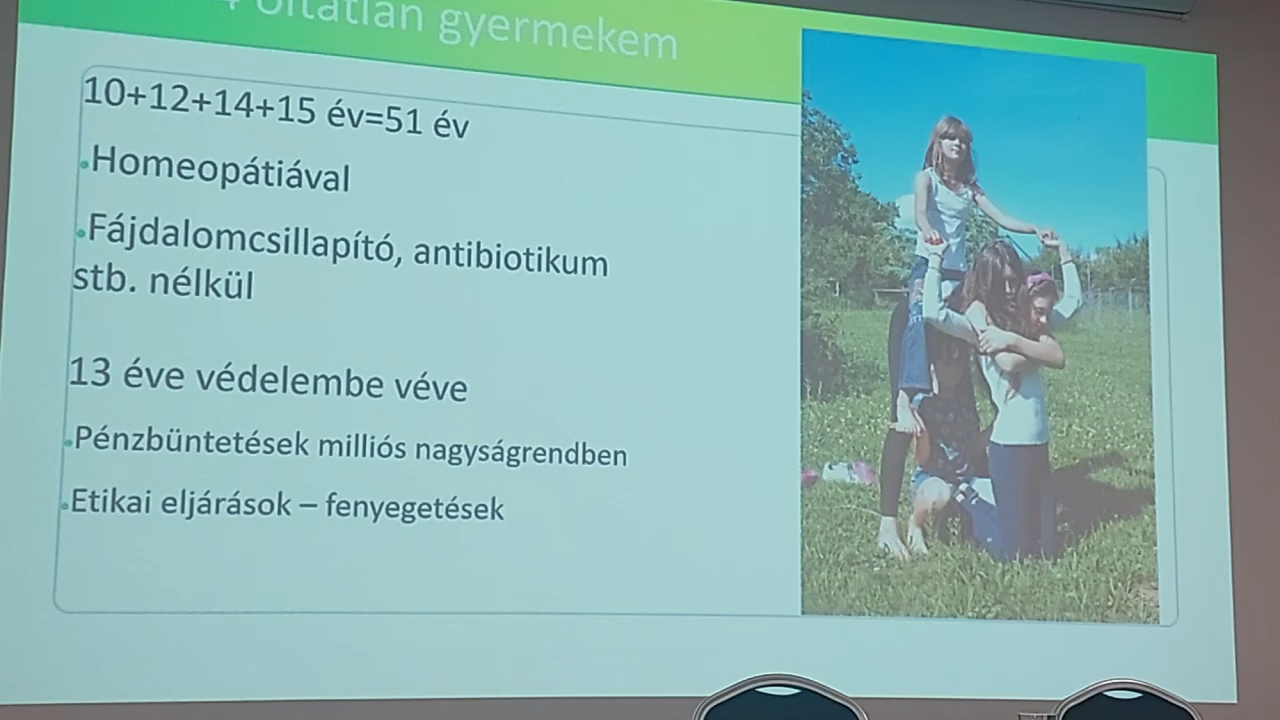 4 oltatlan gyermekem
10+12+14+15 év=51 év
Homeopátiával
Fájdalomcsillapító, antibiotikum
stb. nélkül
13 éve védelembe véve
Pénzbüntetések milliós nagyságrendben
Etikai eljárások – fenyegetések